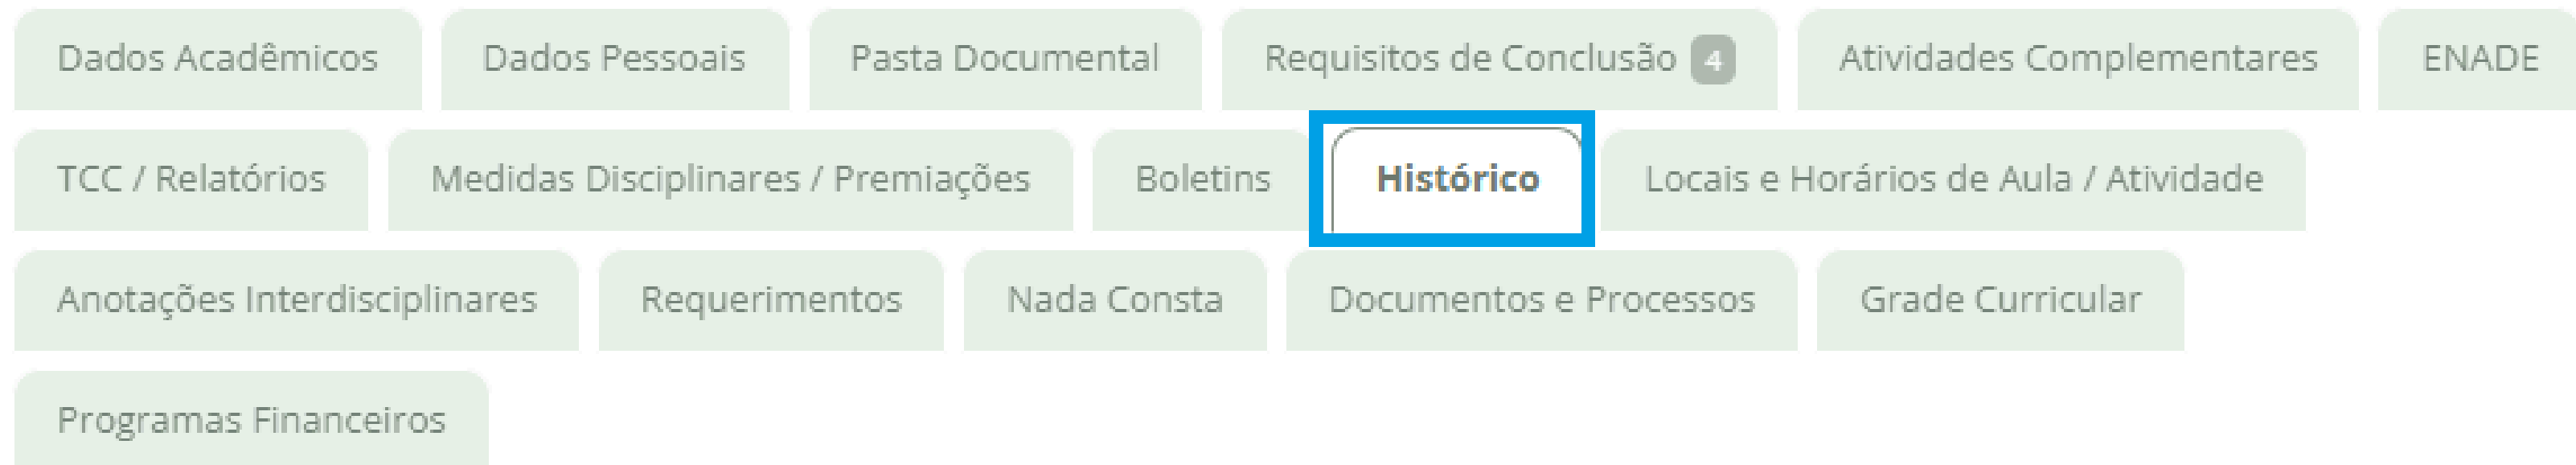 Dados Acadêmicos Dados Pessoais Pasta Documental Requisitos de Conclusão 4 Atividades Complementares ENADE
TCC / Relatórios Medidas Disciplinares / Premiações Boletins Histórico Locais e Horários de Aula / Atividade
Anotações Interdisciplinares Requerimentos Nada Consta Documentos e Processos Grade Curricular
Programas Financeiros